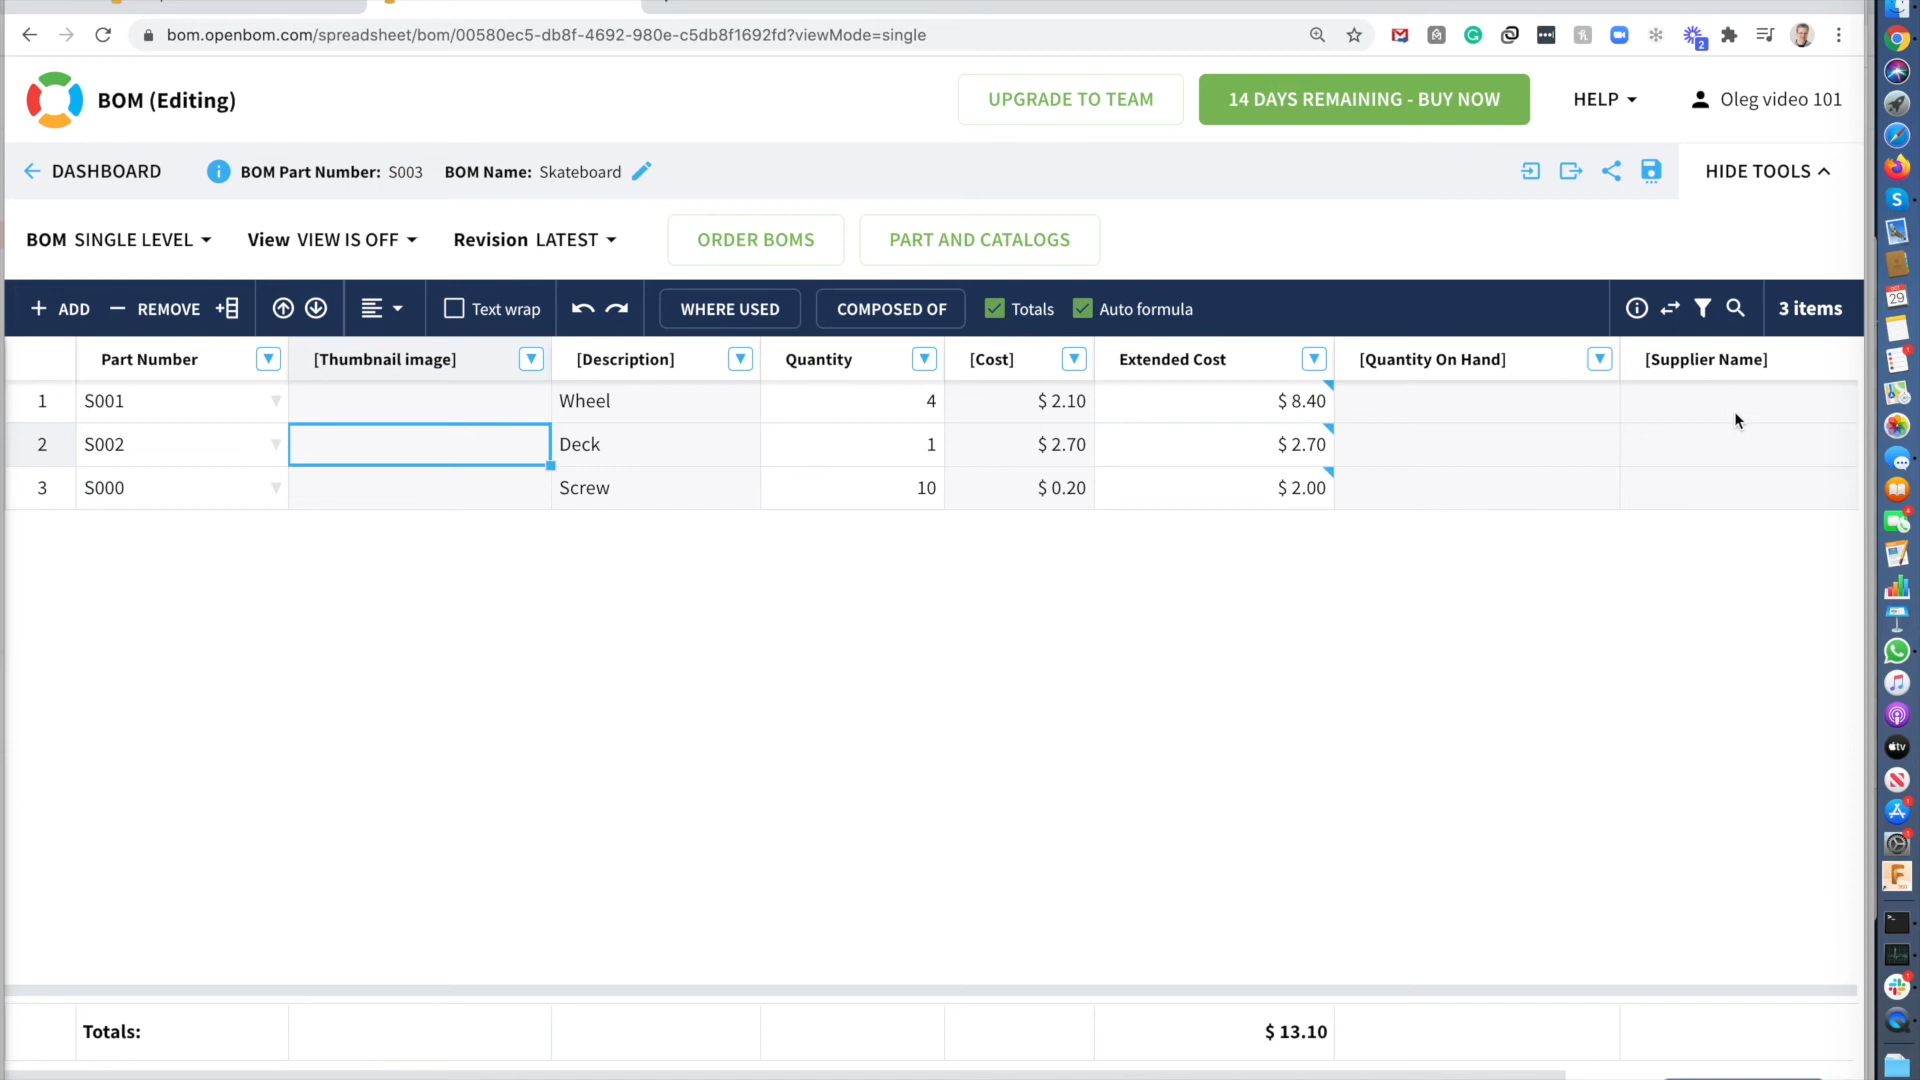 bom.openbom.com/spreadsheet/bom/00580ec5-db8f-4692-980e-c5db8f1692fd?viewMode=single
2
BOM (Editing)
UPGRADE TO TEAM
14 DAYS REMAINING - BUY NOW
HELP
Oleg video 101
DASHBOARD
BOM Part Number: S003
BOM Name: Skateboard
HIDE TOOLS
BOM SINGLE LEVEL
View VIEW IS OFF
Revision LATEST
ORDER BOMS
PART AND CATALOGS
ADD
REMOVE
Text wrap
WHERE USED
COMPOSED OF
Totals
Auto formula
3 items
Part Number [Thumbnail image] [Description] Quantity [Cost] Extended Cost [Quantity On Hand] [Supplier Name]
1 S001 Wheel 4 $ 2.10 $ 8.40
2 S002 Deck 1 $ 2.70 $ 2.70
3 S000 Screw 10 $ 0.20 $ 2.00
Totals: $ 13.10
OCT
29
tv